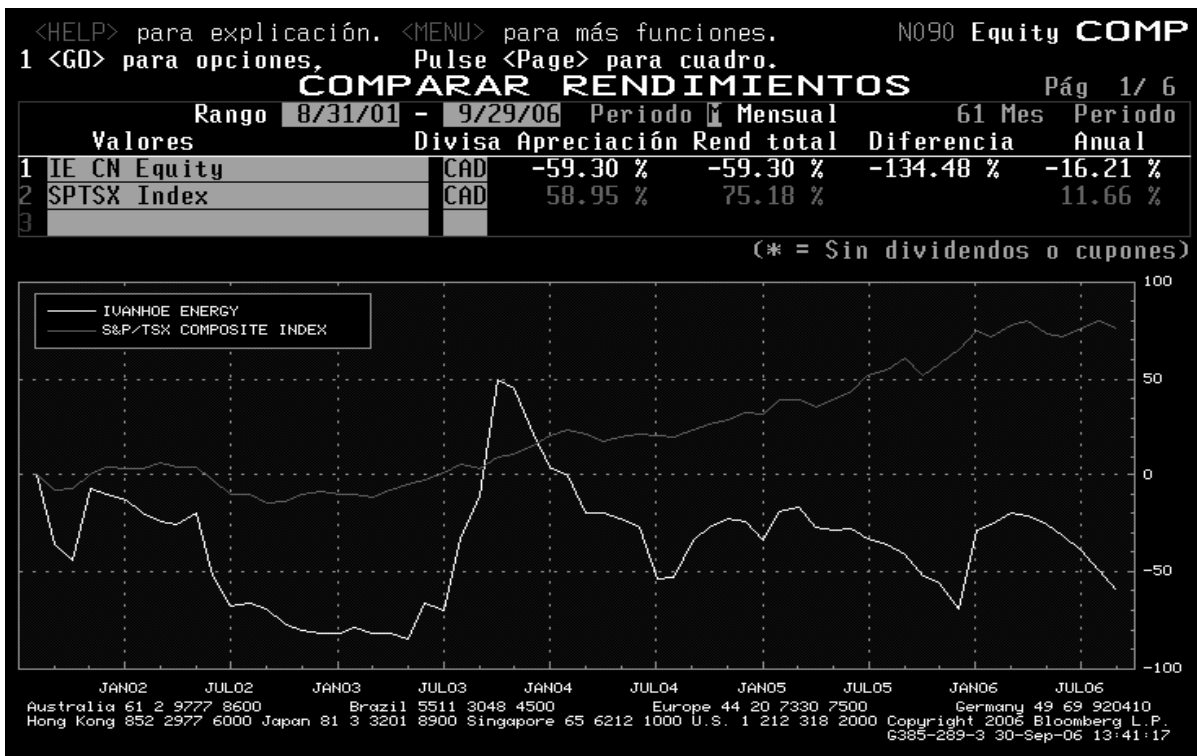 <HELP> para explicación. <MENU> para más funciones. N090 Equity COMP
1 <GO> para opciones, Pulse <Page> para cuadro.
COMPARAR RENDIMIENTOS Pág 1/ 6
Rango 8/31/01 - 9/29/06 Periodo M Mensual 61 Mes Periodo
Valores Divisa Apreciación Rend total Diferencia Anual
1 IE CN Equity CAD -59.30 % -59.30 % -134.48 % -16.21 %
2 SPTSX Index CAD 58.95 % 75.18 % 11.66 %
3
(* = Sin dividendos o cupones)
IVANHOE ENERGY
S&P/TSX COMPOSITE INDEX
100
50
0
-50
-100
JAN02 JUL02 JAN03 JUL03 JAN04 JUL04 JAN05 JUL05 JAN06 JUL06
Australia 61 2 9777 8600 Brazil 5511 3048 4500 Europe 44 20 7330 7500 Germany 49 69 920410
Hong Kong 852 2977 6000 Japan 81 3 3201 8900 Singapore 65 6212 1000 U.S. 1 212 318 2000 Copyright 2006 Bloomberg L.P.
G385-289-3 30-Sep-06 13:41:17